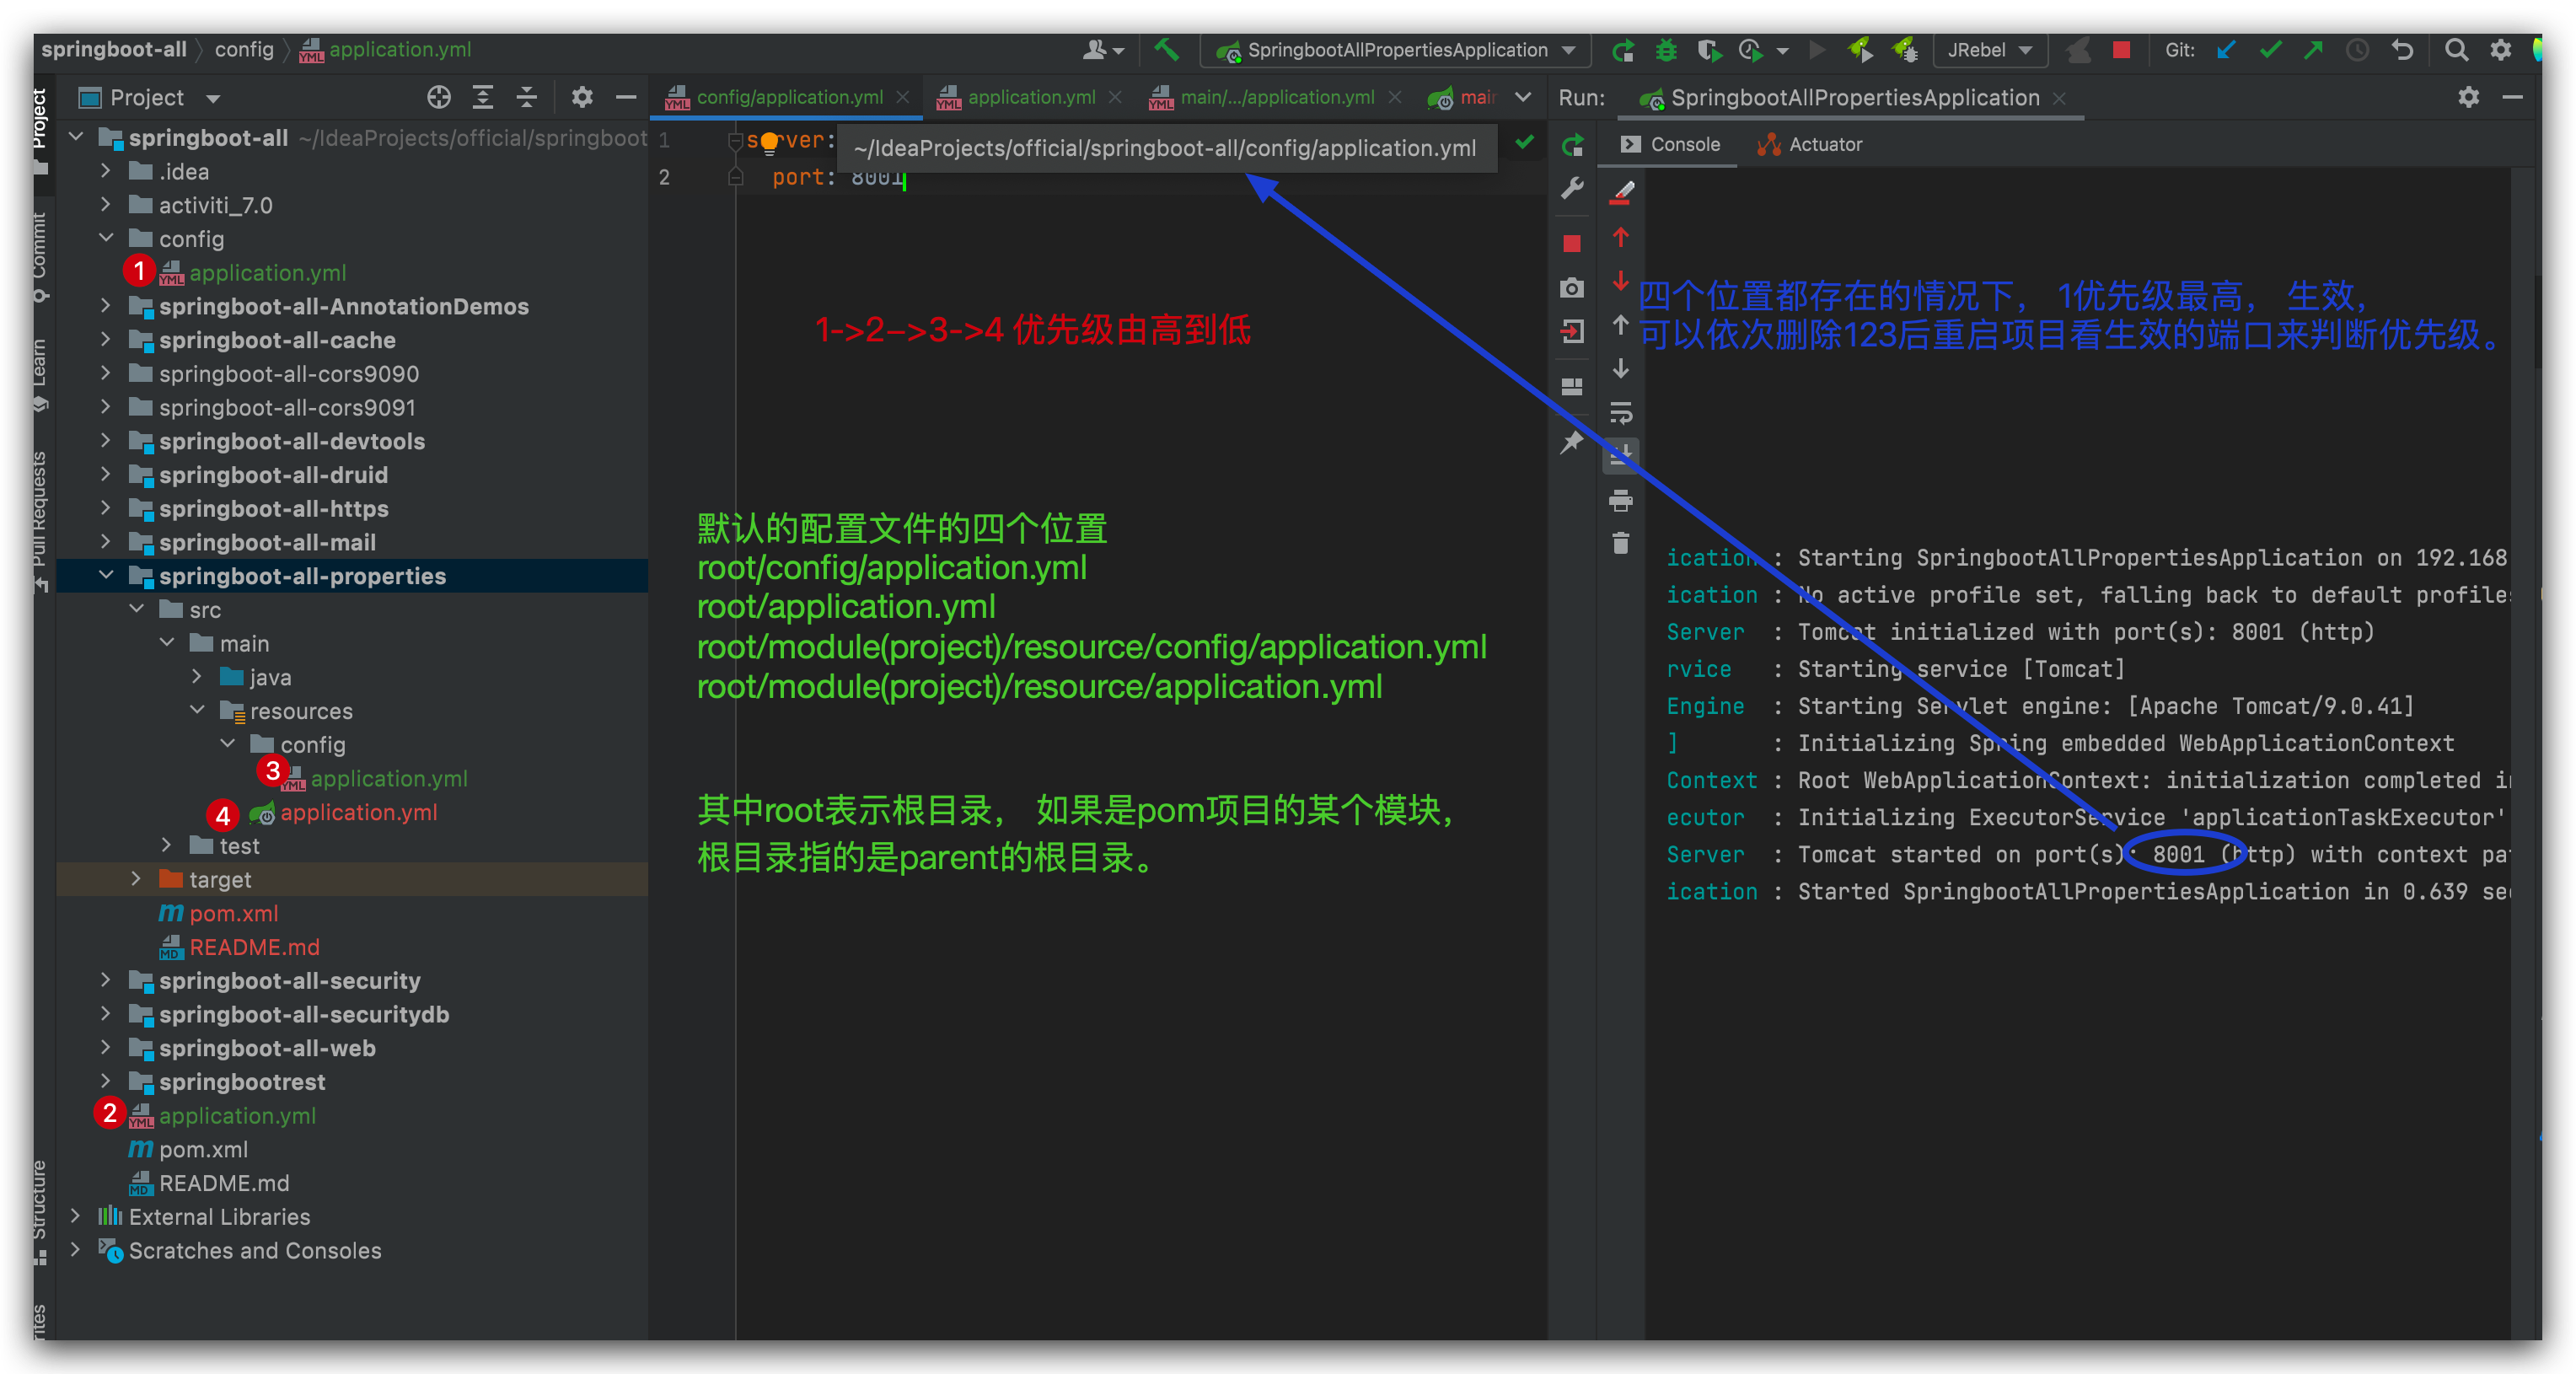 springboot-all 〉 config 〉 application.yml
SpringbootAllPropertiesApplication
JRebel
Git:
Project
Commit
Learn
Pull Requests
Structure
Project
springboot-all ~/IdeaProjects/official/springboot
.idea
activiti_7.0
config
1 application.yml
springboot-all-AnnotationDemos
springboot-all-cache
springboot-all-cors9090
springboot-all-cors9091
springboot-all-devtools
springboot-all-druid
springboot-all-https
springboot-all-mail
springboot-all-properties
src
main
java
resources
config
3 application.yml
4 application.yml
test
target
pom.xml
README.md
springboot-all-security
springboot-all-securitydb
springboot-all-web
springbootrest
2 application.yml
pom.xml
README.md
External Libraries
Scratches and Consoles
config/application.yml
application.yml
main/.../application.yml
main
1 server:
~/IdeaProjects/official/springboot-all/config/application.yml
2 port: 8001
1->2–>3->4 优先级由高到低
默认的配置文件的四个位置
root/config/application.yml
root/application.yml
root/module(project)/resource/config/application.yml
root/module(project)/resource/application.yml
其中root表示根目录， 如果是pom项目的某个模块，
根目录指的是parent的根目录。
Run: SpringbootAllPropertiesApplication
Console
Actuator
四个位置都存在的情况下， 1优先级最高， 生效，
可以依次删除123后重启项目看生效的端口来判断优先级。
ication : Starting SpringbootAllPropertiesApplication on 192.168
ication : No active profile set, falling back to default profiles
Server : Tomcat initialized with port(s): 8001 (http)
rvice : Starting service [Tomcat]
Engine : Starting Servlet engine: [Apache Tomcat/9.0.41]
] : Initializing Spring embedded WebApplicationContext
Context : Root WebApplicationContext: initialization completed in
ecutor : Initializing ExecutorService 'applicationTaskExecutor'
Server : Tomcat started on port(s): 8001 (http) with context pa
ication : Started SpringbootAllPropertiesApplication in 0.639 sec